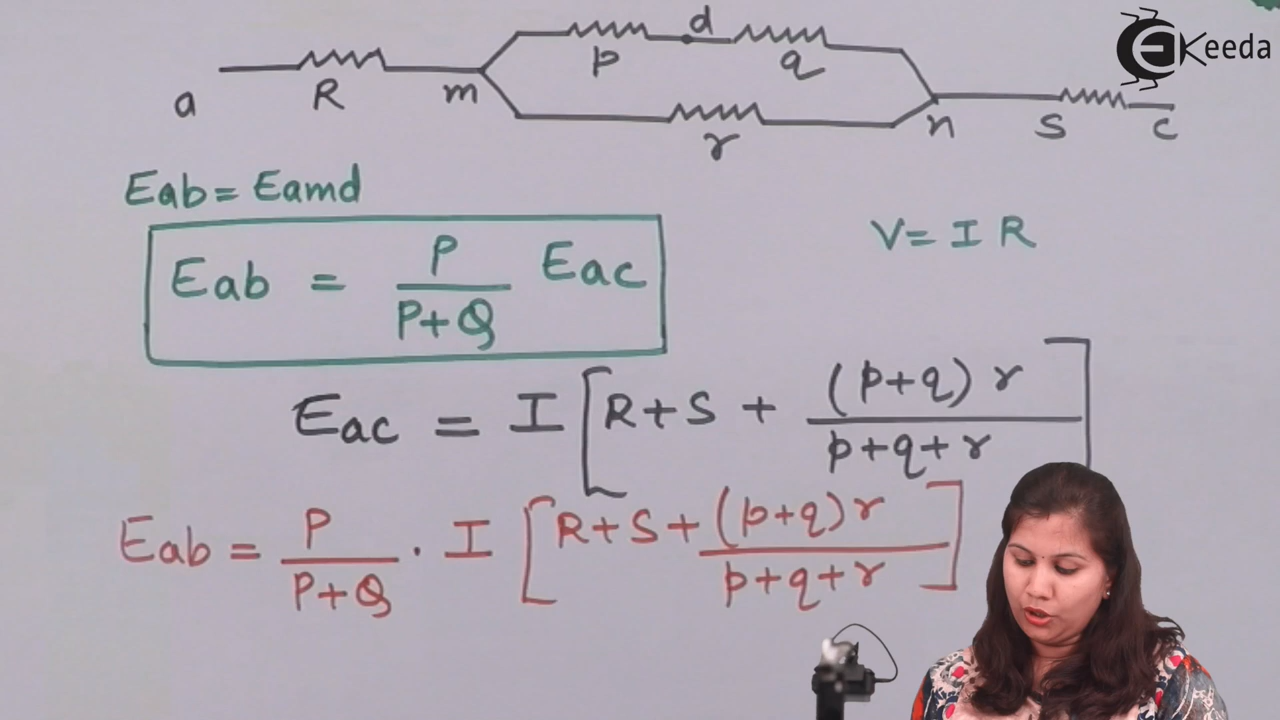 EKeeda
d
p q
a R m n S c
r
Eab = Eamd
V = I R
Eab = P/P+Q Eac
Eac = I [R+S + (p+q) r/p+q+r]
Eab = P/P+Q . I [R+S+ (p+q) r/p+q+r]